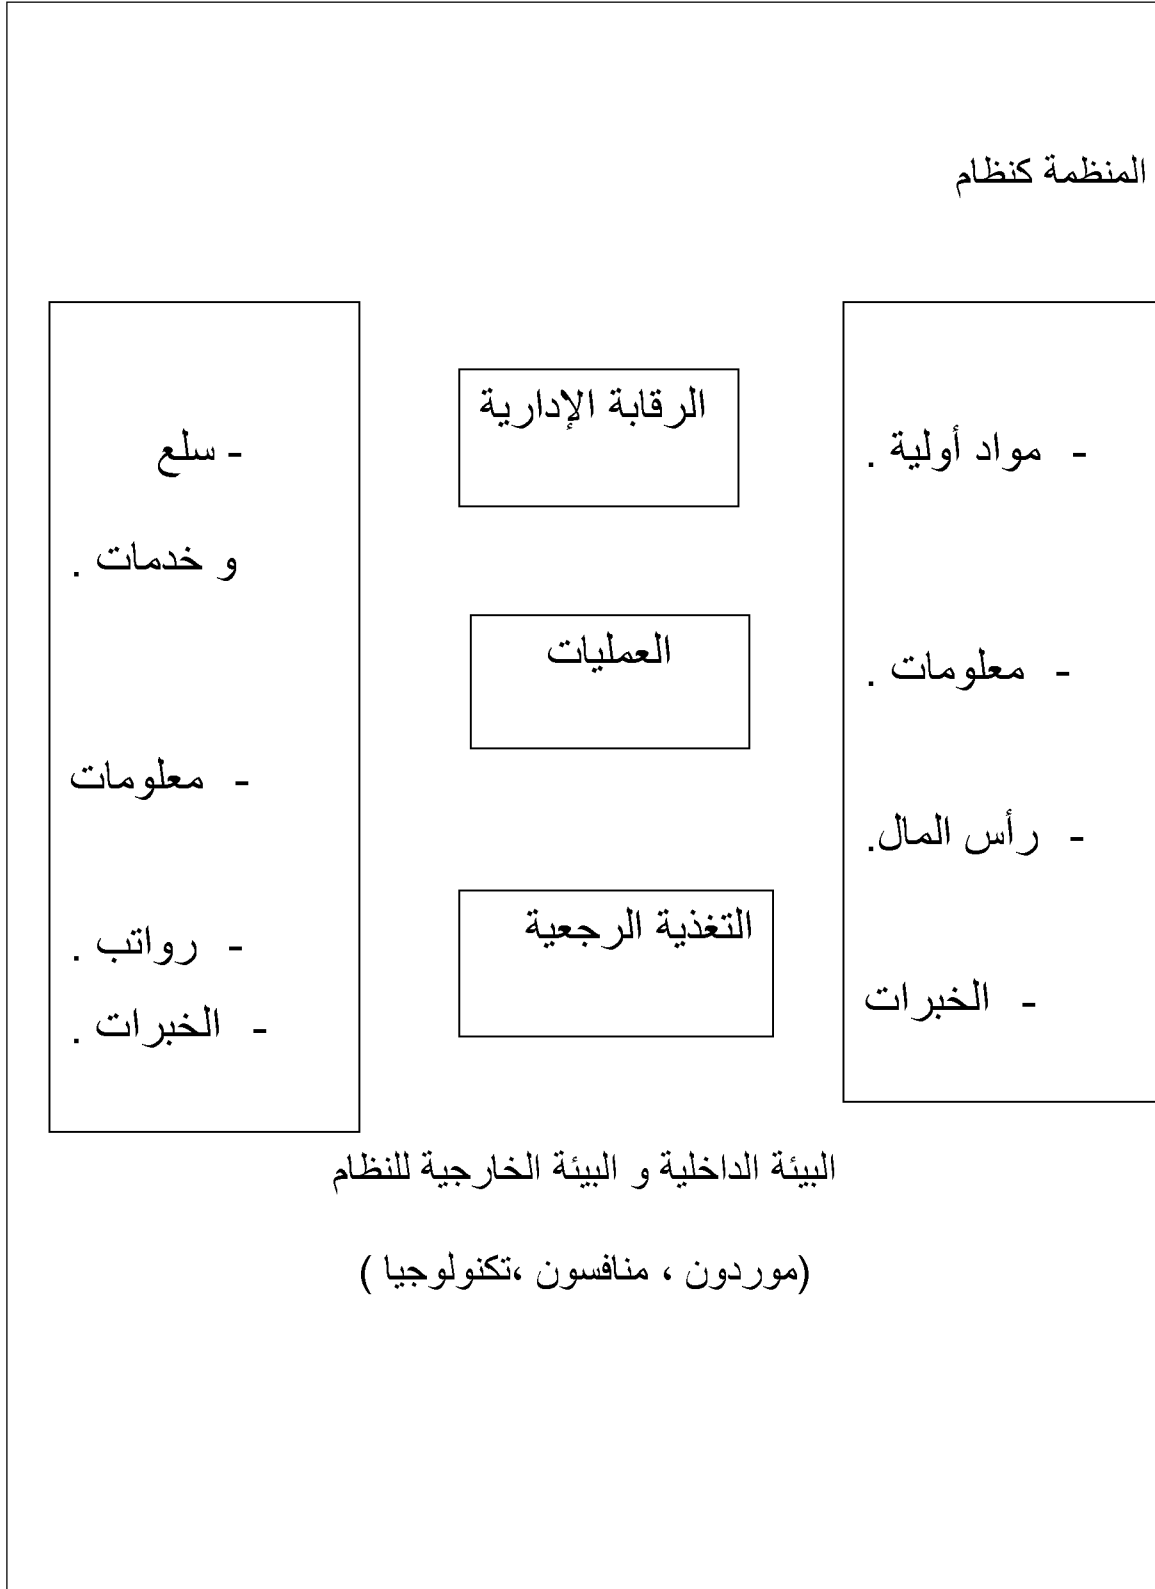 المنظمة كنظام
- مواد أولية .
- معلومات .
- رأس المال.
- الخبرات
الرقابة الإدارية
العمليات
التغذية الرجعية
- سلع
و خدمات .
- معلومات
- رواتب .
- الخبرات .
البيئة الداخلية و البيئة الخارجية للنظام
(موردون ، منافسون ،تكنولوجيا )